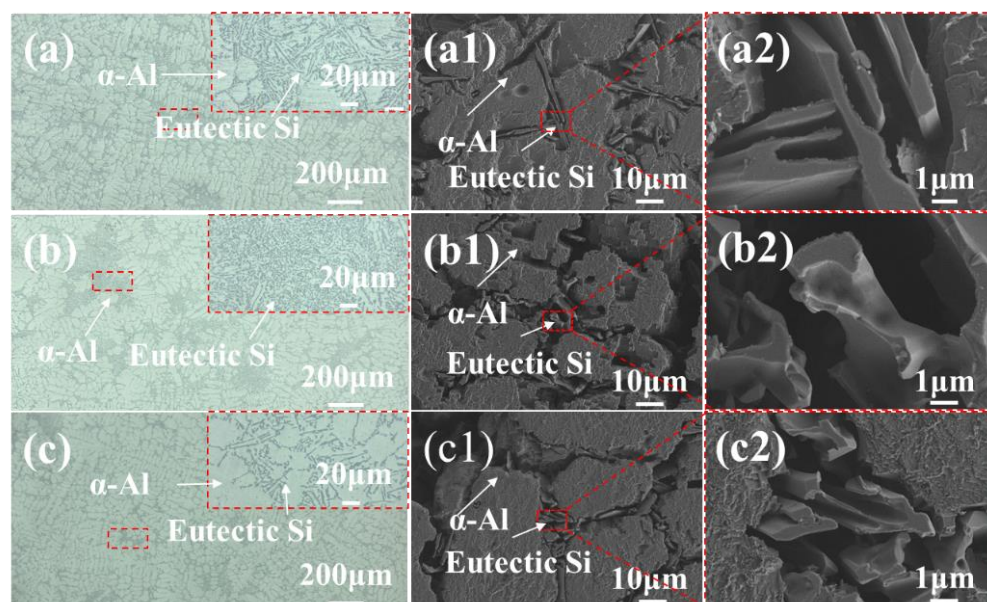 (a)
α-Al
20μm
Eutectic Si
200μm
(a1)
α-Al
Eutectic Si
10μm
(a2)
1μm
(b)
20μm
α-Al
Eutectic Si
200μm
(b1)
α-Al
Eutectic Si
10μm
(b2)
1μm
(c)
α-Al
20μm
Eutectic Si
200μm
(c1)
α-Al
Eutectic Si
10μm
(c2)
1μm